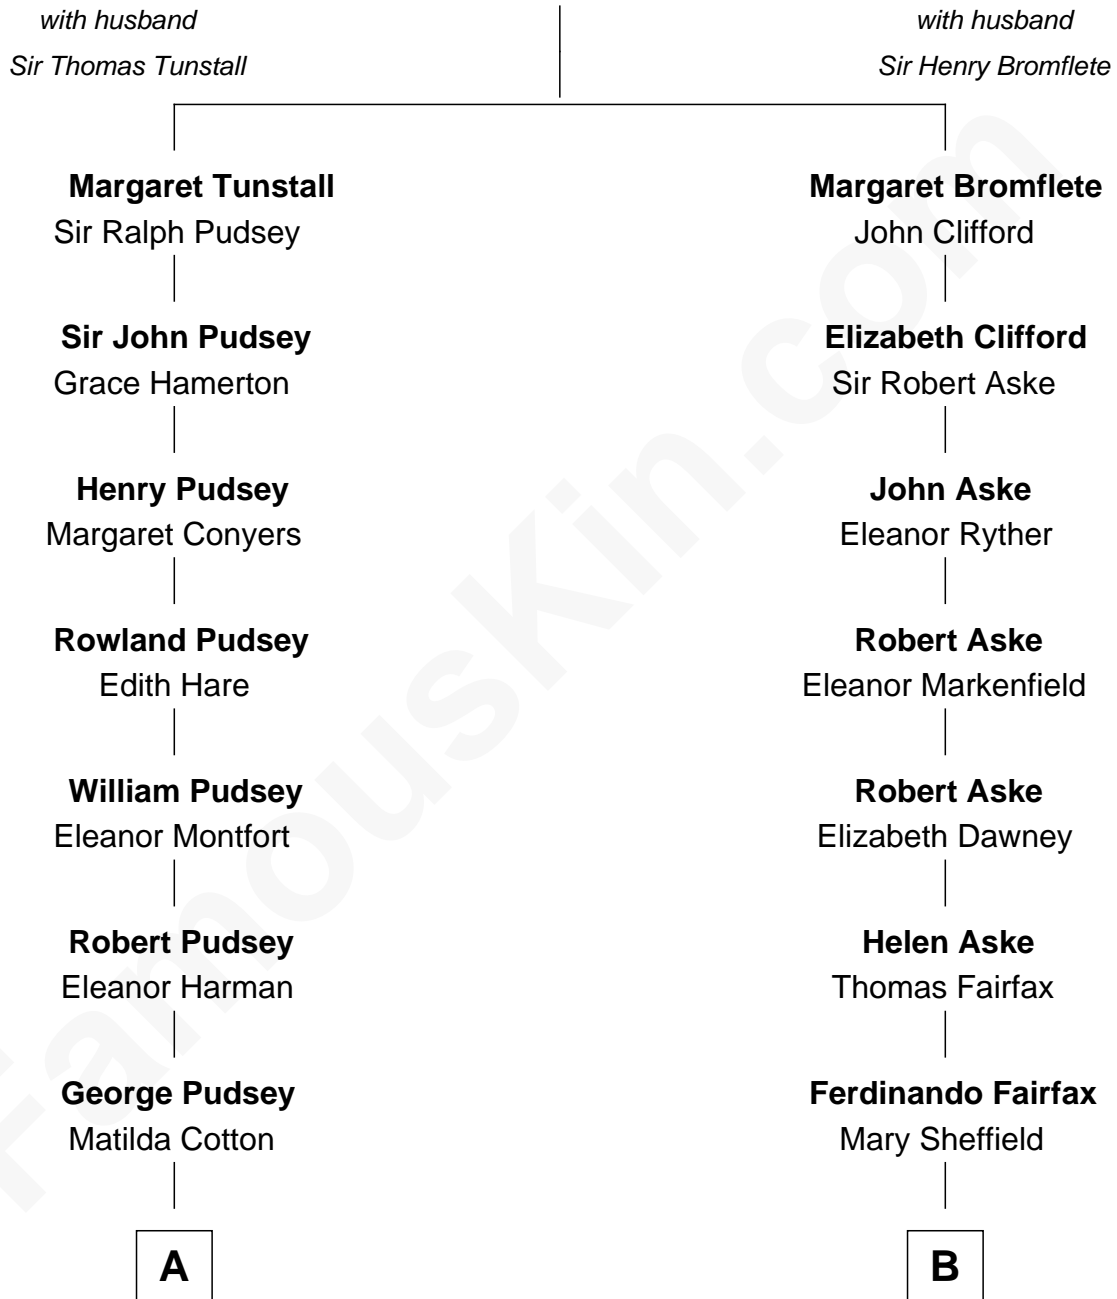 with husband
Sir Thomas Tunstall
with husband
Sir Henry Bromflete
Margaret Tunstall
Sir Ralph Pudsey
Margaret Bromflete
John Clifford
Sir John Pudsey
Grace Hamerton
Elizabeth Clifford
Sir Robert Aske
Henry Pudsey
Margaret Conyers
John Aske
Eleanor Ryther
Rowland Pudsey
Edith Hare
Robert Aske
Eleanor Markenfield
William Pudsey
Eleanor Montfort
Robert Aske
Elizabeth Dawney
Robert Pudsey
Eleanor Harman
Helen Aske
Thomas Fairfax
George Pudsey
Matilda Cotton
Ferdinando Fairfax
Mary Sheffield
A
B
FamousKin.com